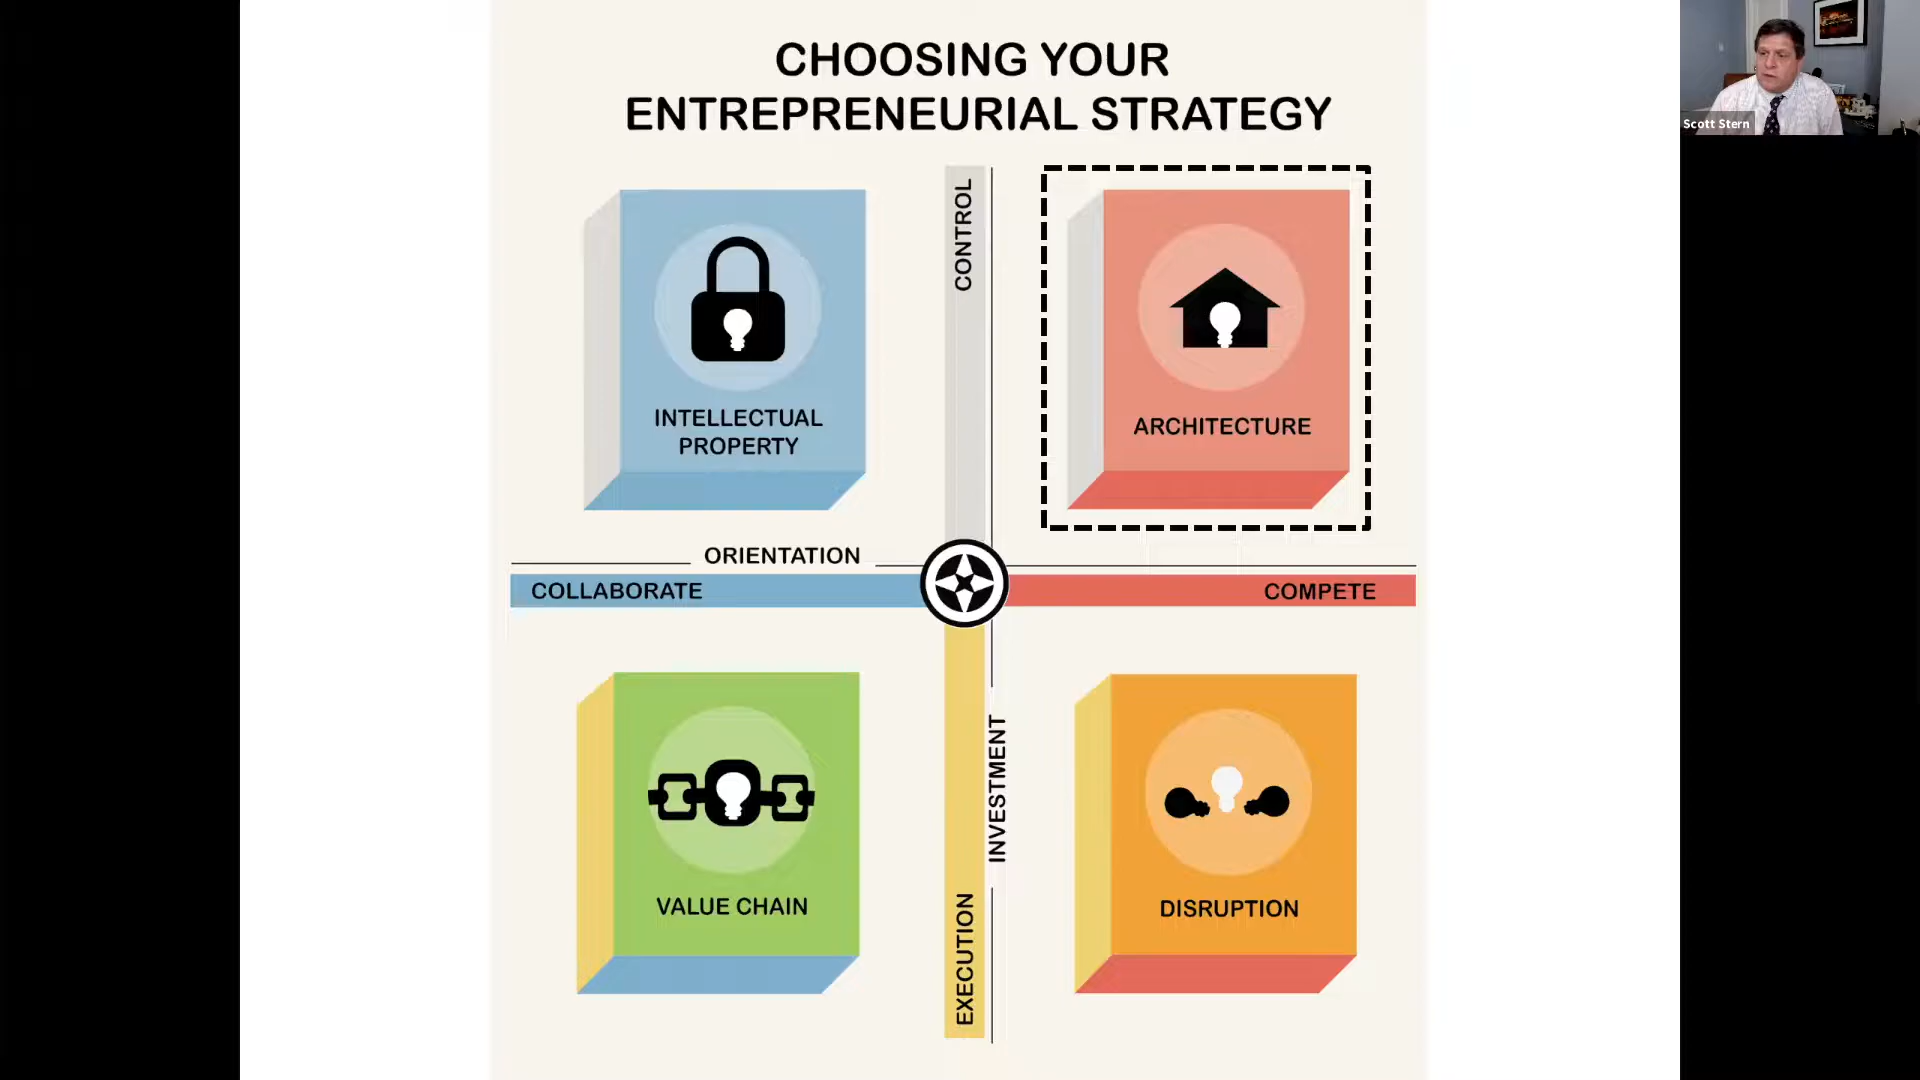 CHOOSING YOUR
ENTREPRENEURIAL STRATEGY
Scott Stern
CONTROL
INTELLECTUAL
PROPERTY
ARCHITECTURE
ORIENTATION
COLLABORATE
COMPETE
INVESTMENT
EXECUTION
VALUE CHAIN
DISRUPTION